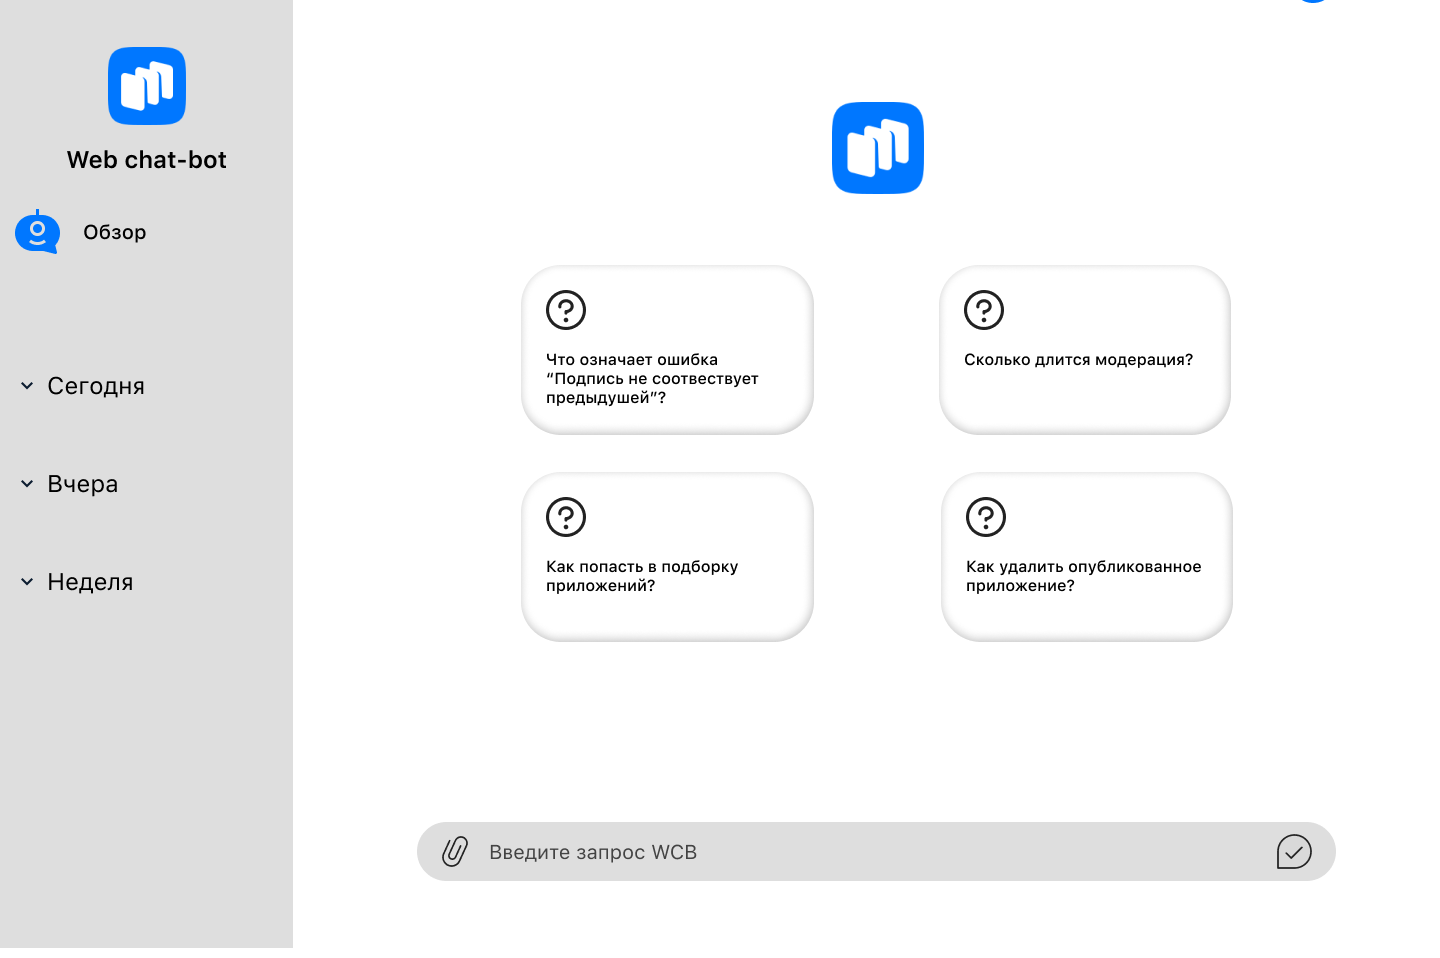 Web chat-bot
Обзор
Сегодня
Вчера
Неделя
Что означает ошибка
“Подпись не соотвествует
предыдушей”?
Сколько длится модерация?
Как попасть в подборку
приложений?
Как удалить опубликованное
приложение?
Введите запрос WCB